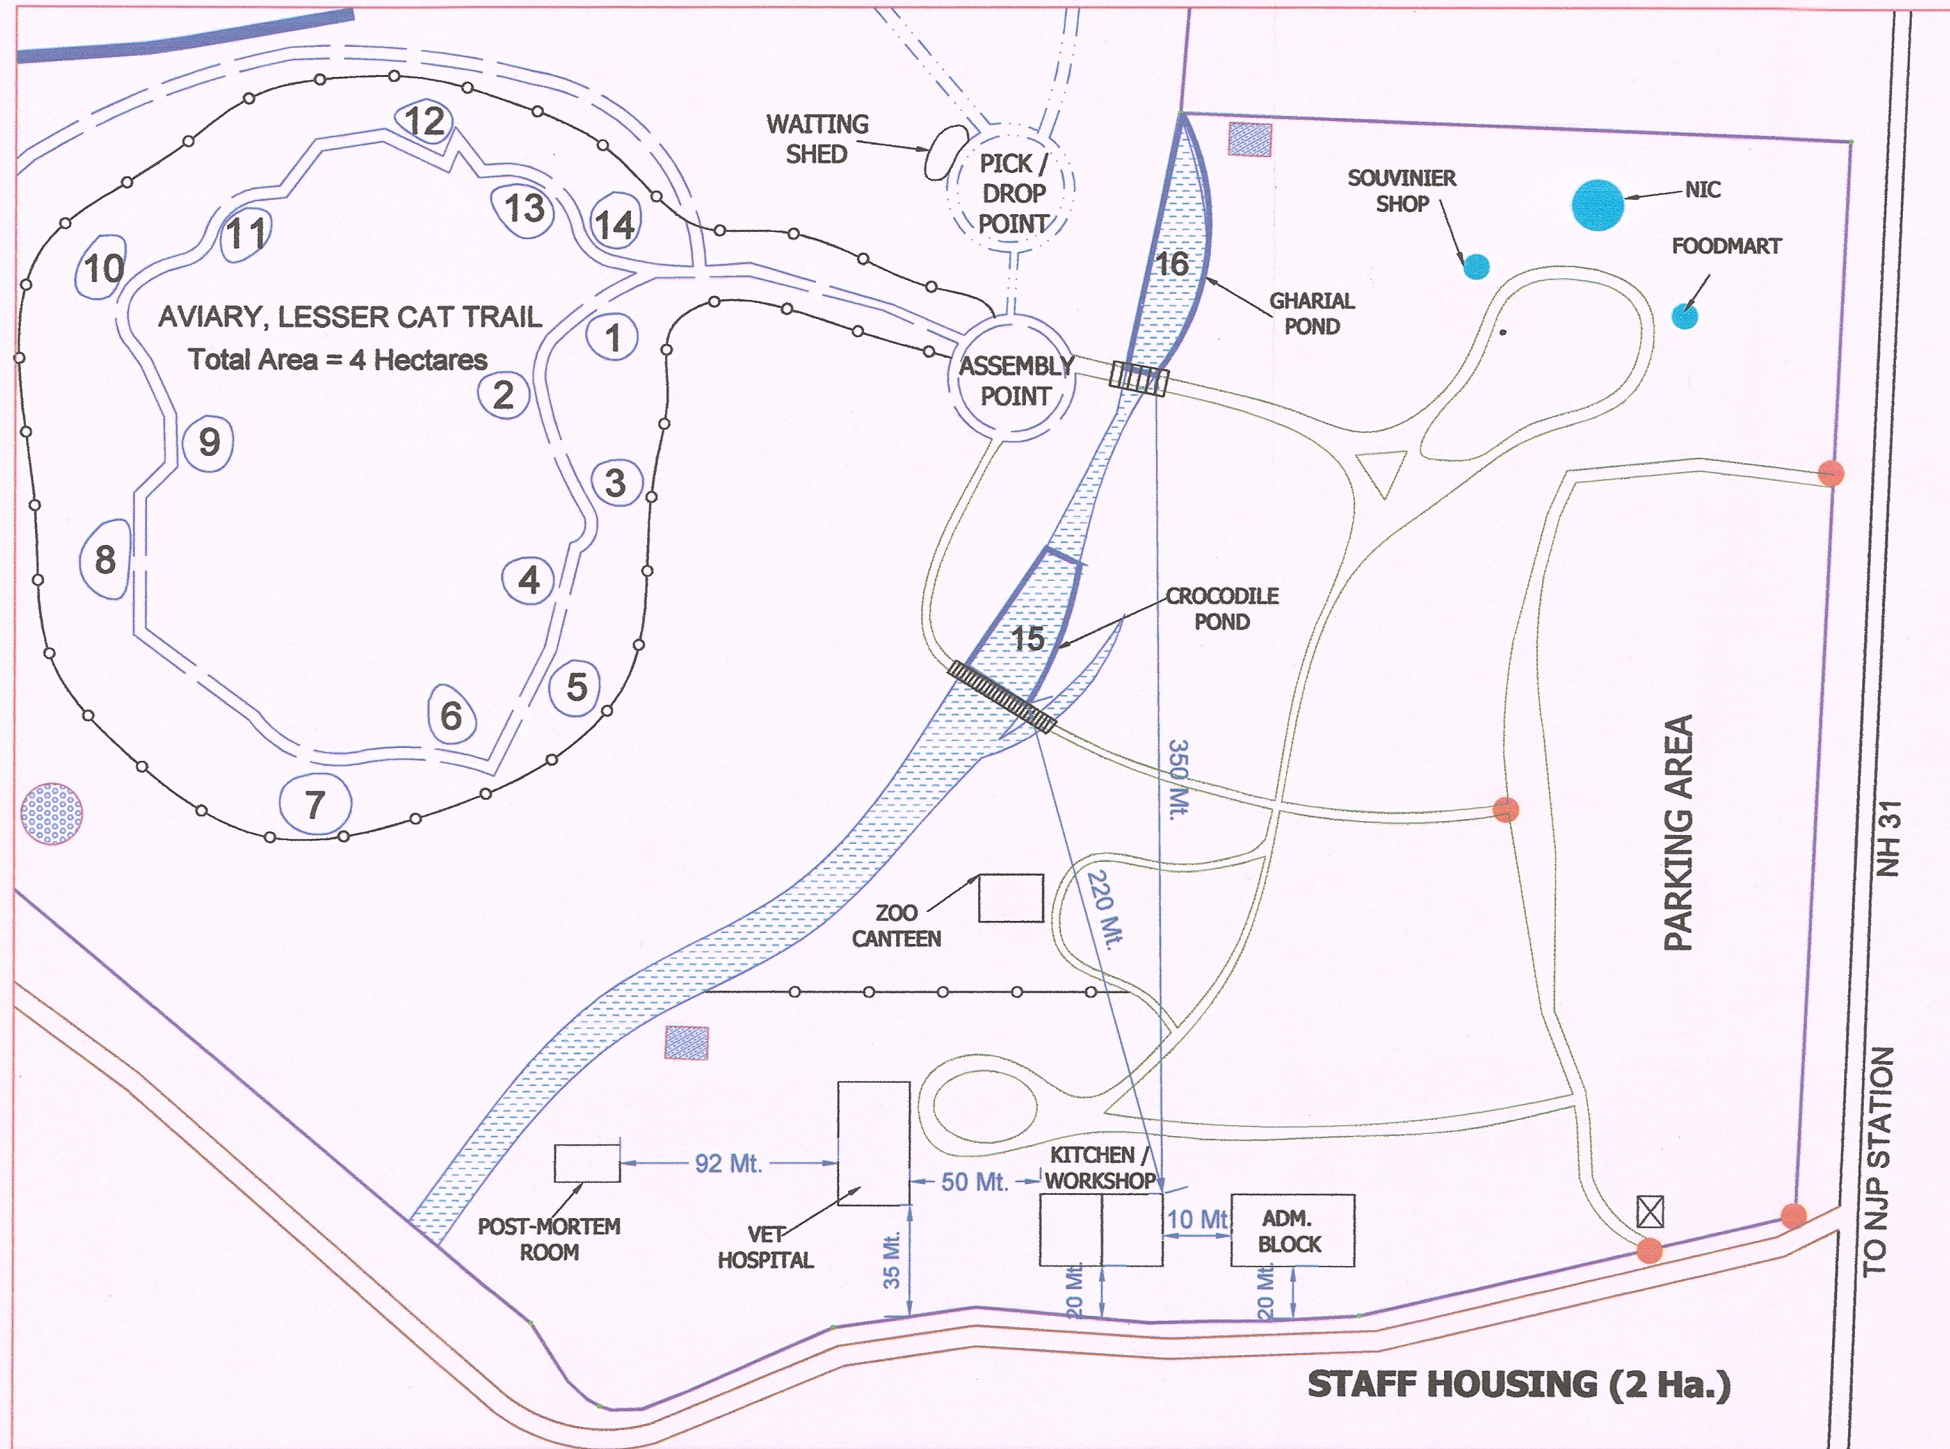 12
WAITING
SHED
PICK /
DROP
POINT
SOUVINIER
SHOP
NIC
13
14
11
10
16
FOODMART
GHARIAL
POND
AVIARY, LESSER CAT TRAIL
Total Area = 4 Hectares
1
ASSEMBLY
POINT
2
9
3
8
4
CROCODILE
POND
15
5
6
7
350 Mt.
PARKING AREA
NH 31
220 Mt.
ZOO
CANTEEN
92 Mt.
50 Mt.
KITCHEN /
WORKSHOP
10 Mt
ADM.
BLOCK
POST-MORTEM
ROOM
VET
HOSPITAL
35 Mt.
20 Mt.
20 Mt.
TO NJP STATION
STAFF HOUSING (2 Ha.)